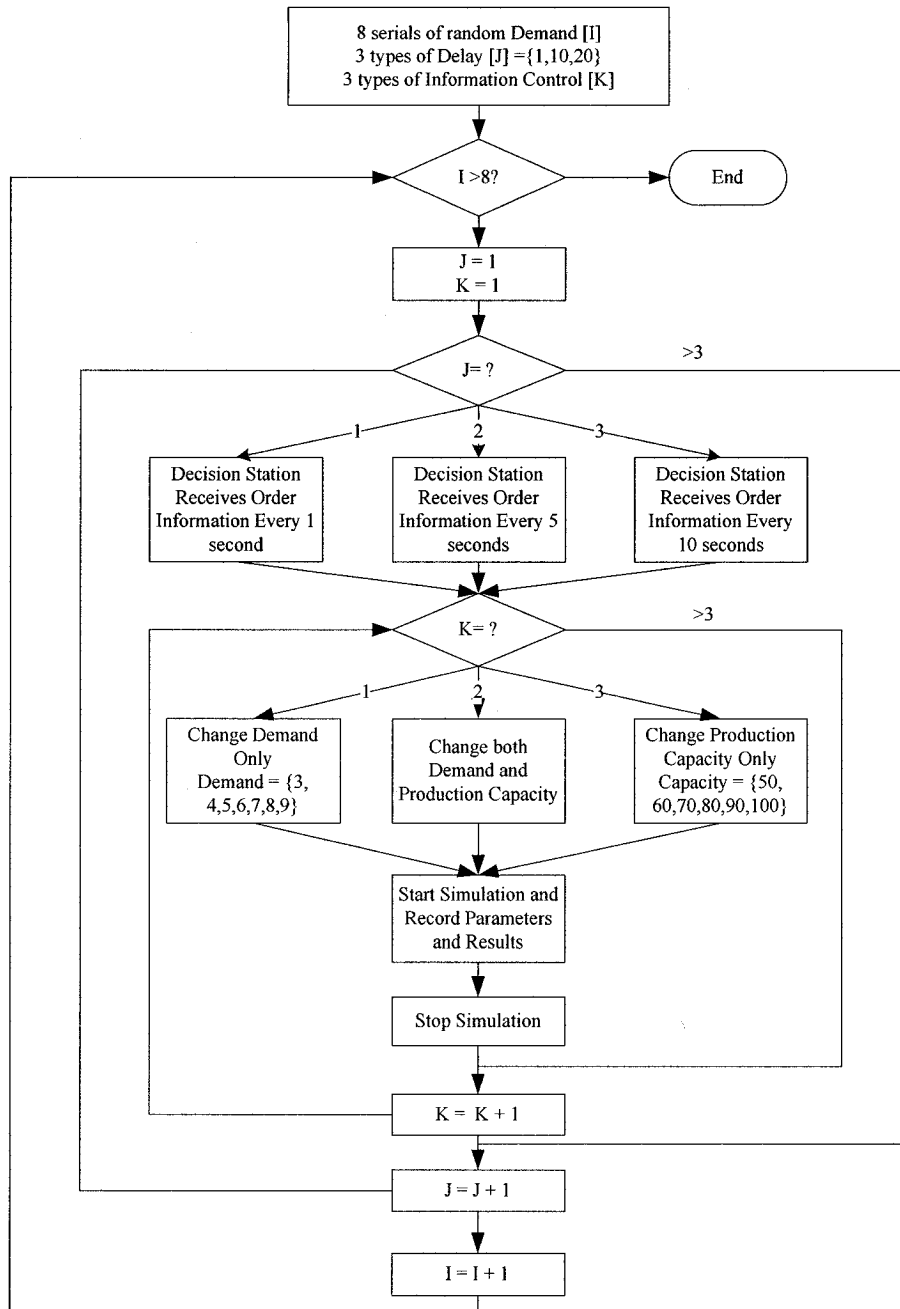 8 serials of random Demand [I]
3 types of Delay [J] ={1,10,20}
3 types of Information Control [K]
I >8?
End
J = 1
K = 1
J= ?
>3
1
2
3
Decision Station
Receives Order
Information Every 1
second
Decision Station
Receives Order
Information Every 5
seconds
Decision Station
Receives Order
Information Every
10 seconds
K= ?
>3
1
2
3
Change Demand
Only
Demand = {3,
4,5,6,7,8,9}
Change both
Demand and
Production Capacity
Change Production
Capacity Only
Capacity = {50,
60,70,80,90,100}
Start Simulation and
Record Parameters
and Results
Stop Simulation
K = K + 1
J = J + 1
I = I + 1